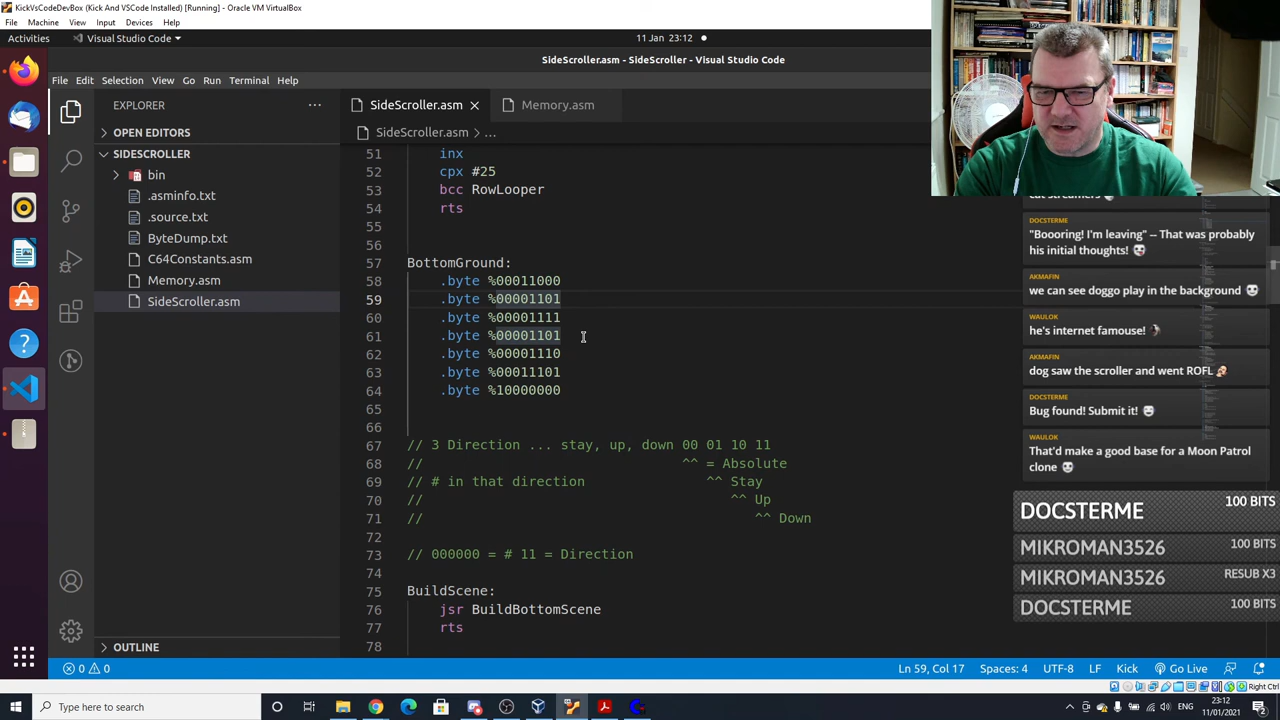 KickVsCodeDevBox (Kick And VSCode Installed) [Running] - Oracle VM VirtualBox
File Machine View Input Devices Help
Activities Visual Studio Code 11 Jan 23:12
SideScroller.asm - SideScroller - Visual Studio Code
File Edit Selection View Go Run Terminal Help
EXPLORER ...
OPEN EDITORS
SIDESCROLLER
bin
.asminfo.txt
.source.txt
ByteDump.txt
C64Constants.asm
Memory.asm
SideScroller.asm
OUTLINE
SideScroller.asm Memory.asm
SideScroller.asm > ...
51 inx
52 cpx #25
53 bcc RowLooper
54 rts
55
56
57 BottomGround:
58 .byte %00011000
59 .byte %00001101
60 .byte %00001111
61 .byte %00001101
62 .byte %00001110
63 .byte %00011101
64 .byte %10000000
65
66
67 // 3 Direction ... stay, up, down 00 01 10 11
68 // ^^ = Absolute
69 // # in that direction ^^ Stay
70 // ^^ Up
71 // ^^ Down
72
73 // 000000 = # 11 = Direction
74
75 BuildScene:
76 jsr BuildBottomScene
77 rts
78
DOCSTERME
"Boooring! I'm leaving" -- That was probably
his initial thoughts!
AKMAFIN
we can see doggo play in the background
WAULOK
he's internet famouse!
AKMAFIN
dog saw the scroller and went ROFL
DOCSTERME
Bug found! Submit it!
WAULOK
That'd make a good base for a Moon Patrol
clone
DOCSTERME 100 BITS
MIKROMAN3526 100 BITS
MIKROMAN3526 RESUB X3
DOCSTERME 100 BITS
0 0 Ln 59, Col 17 Spaces: 4 UTF-8 LF Kick Go Live
Right Ctrl
Type here to search
23:12
11/01/2021